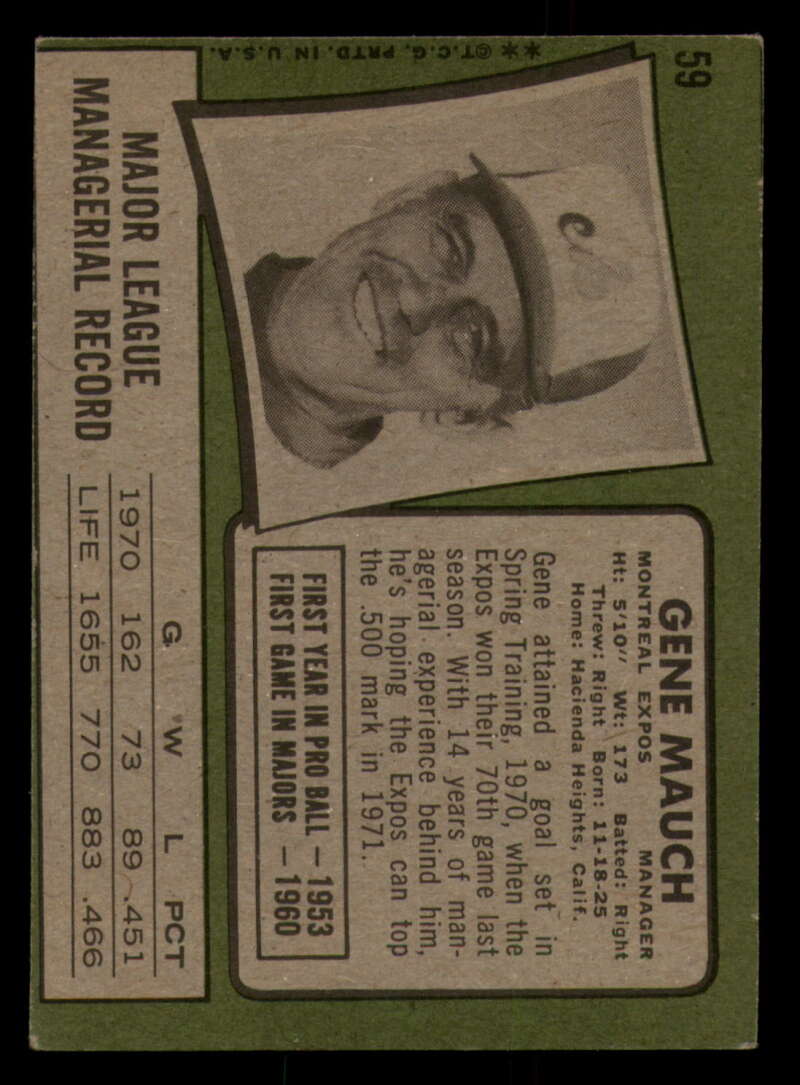 59
GENE MAUCH
MONTREAL EXPOS MANAGER
Ht: 5'10" Wt: 173 Batted: Right
Threw: Right Born: 11-18-25
Home: Hacienda Heights, Calif.
Gene attained a goal set in
Spring Training, 1970, when the
Expos won their 70th game last
season. With 14 years of man-
agerial experience behind him,
he's hoping the Expos can top
the .500 mark in 1971.
FIRST YEAR IN PRO BALL — 1953
FIRST GAME IN MAJORS — 1960
MAJOR LEAGUE
MANAGERIAL RECORD
G W L PCT
1970 162 73 89 .451
LIFE 1655 770 883 .466
**©T.C.G. PRTD. IN U.S.A.